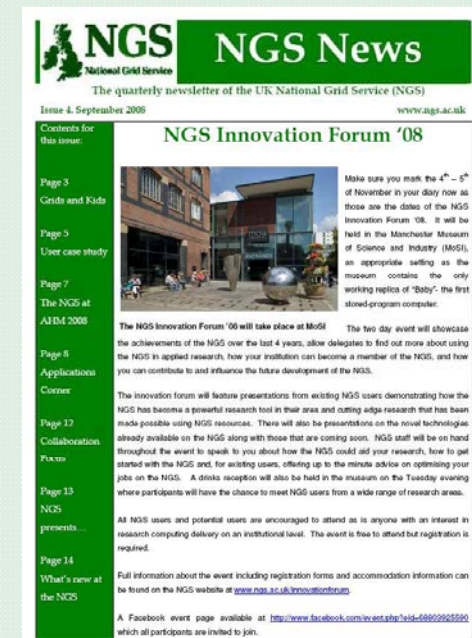 NGS
National Grid Service
NGS News
The quarterly newsletter of the UK National Grid Service (NGS)
Issue 4, September 2008
www.ngs.ac.uk
Contents for
this issue:
Page 3
Grids and Kids
Page 5
User case study
Page 7
The NGS at
AHM 2008
Page 8
Applications
Corner
Page 12
Collaboration
Focus
Page 13
NGS
presents....
Page 14
What's new at
the NGS
NGS Innovation Forum '08
Make sure you mark the 4th – 5th
of November in your diary now as
those are the dates of the NGS
Innovation Forum '08. It will be
held in the Manchester Museum
of Science and Industry (MoSI),
an appropriate setting as the
museum contains the only
working replica of "Baby"- the first
stored-program computer.
The NGS Innovation Forum '08 will take place at MoSI
The two day event will showcase
the achievements of the NGS over the last 4 years, allow delegates to find out more about using
the NGS in applied research, how your institution can become a member of the NGS, and how
you can contribute to and influence the future development of the NGS.
The innovation forum will feature presentations from existing NGS users demonstrating how the
NGS has become a powerful research tool in their area and cutting edge research that has been
made possible using NGS resources. There will also be presentations on the novel technologies
already available on the NGS along with those that are coming soon. NGS staff will be on hand
throughout the event to speak to you about how the NGS could aid your research, how to get
started with the NGS and, for existing users, offering up to the minute advice on optimising your
jobs on the NGS. A drinks reception will also be held in the museum on the Tuesday evening
where participants will have the chance to meet NGS users from a wide range of research areas.
All NGS users and potential users are encouraged to attend as is anyone with an interest in
research computing delivery on an institutional level. The event is free to attend but registration is
required.
Full information about the event including registration forms and accommodation information can
be found on the NGS website at www.ngs.ac.uk/innovationforum.
A Facebook event page available at
which all participants are invited to join.